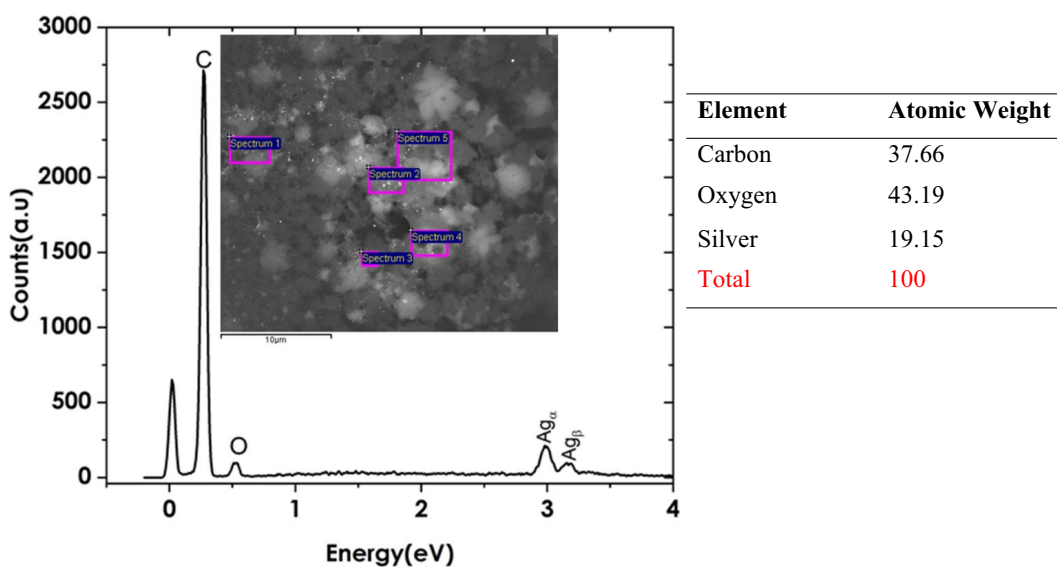 3000
2500
2000
1500
1000
500
0
Counts(a.u)
C
O
Agα
Agβ
0
1
2
3
4
Energy(eV)
Spectrum 1
Spectrum 5
Spectrum 2
Spectrum 4
Spectrum 3
10μm
Element Atomic Weight
Carbon 37.66
Oxygen 43.19
Silver 19.15
Total 100